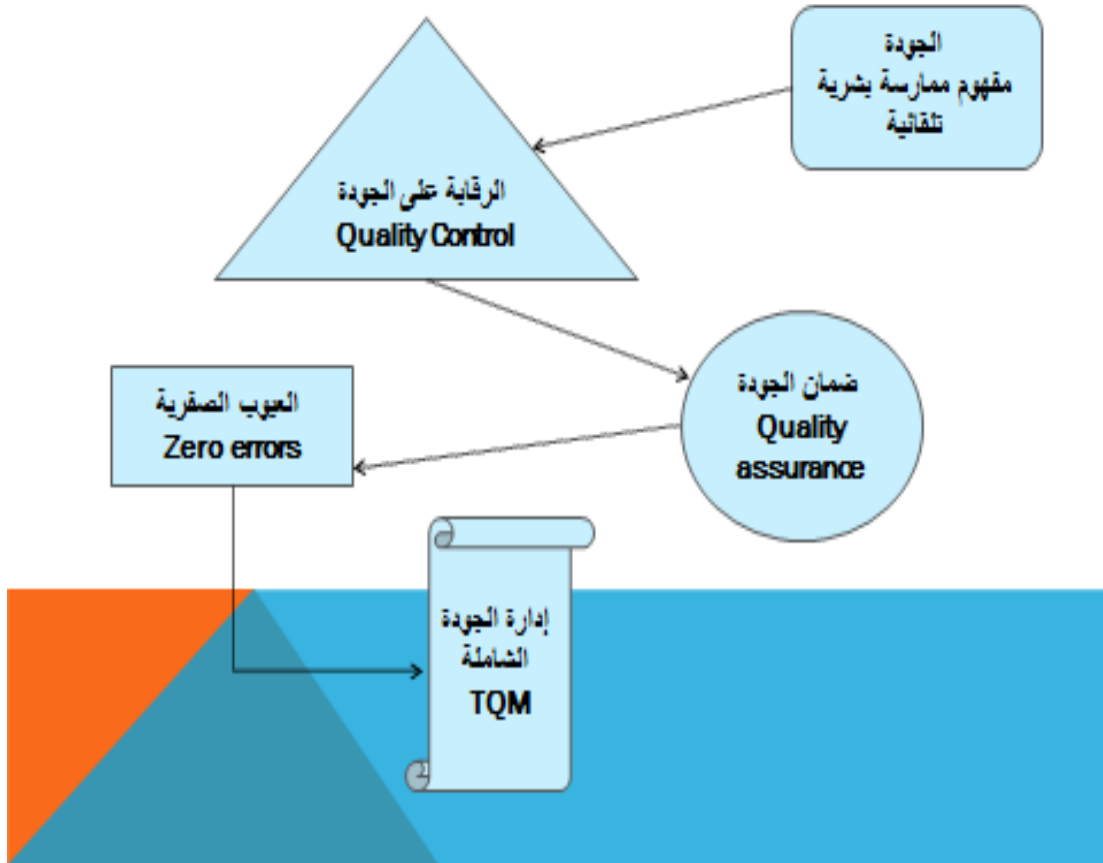 الجودة
مفهوم ممارسة بشرية
تلقائية
الرقابة على الجودة
Quality Control
ضمان الجودة
Quality
assurance
العيوب الصفرية
Zero errors
إدارة الجودة
الشاملة
TQM